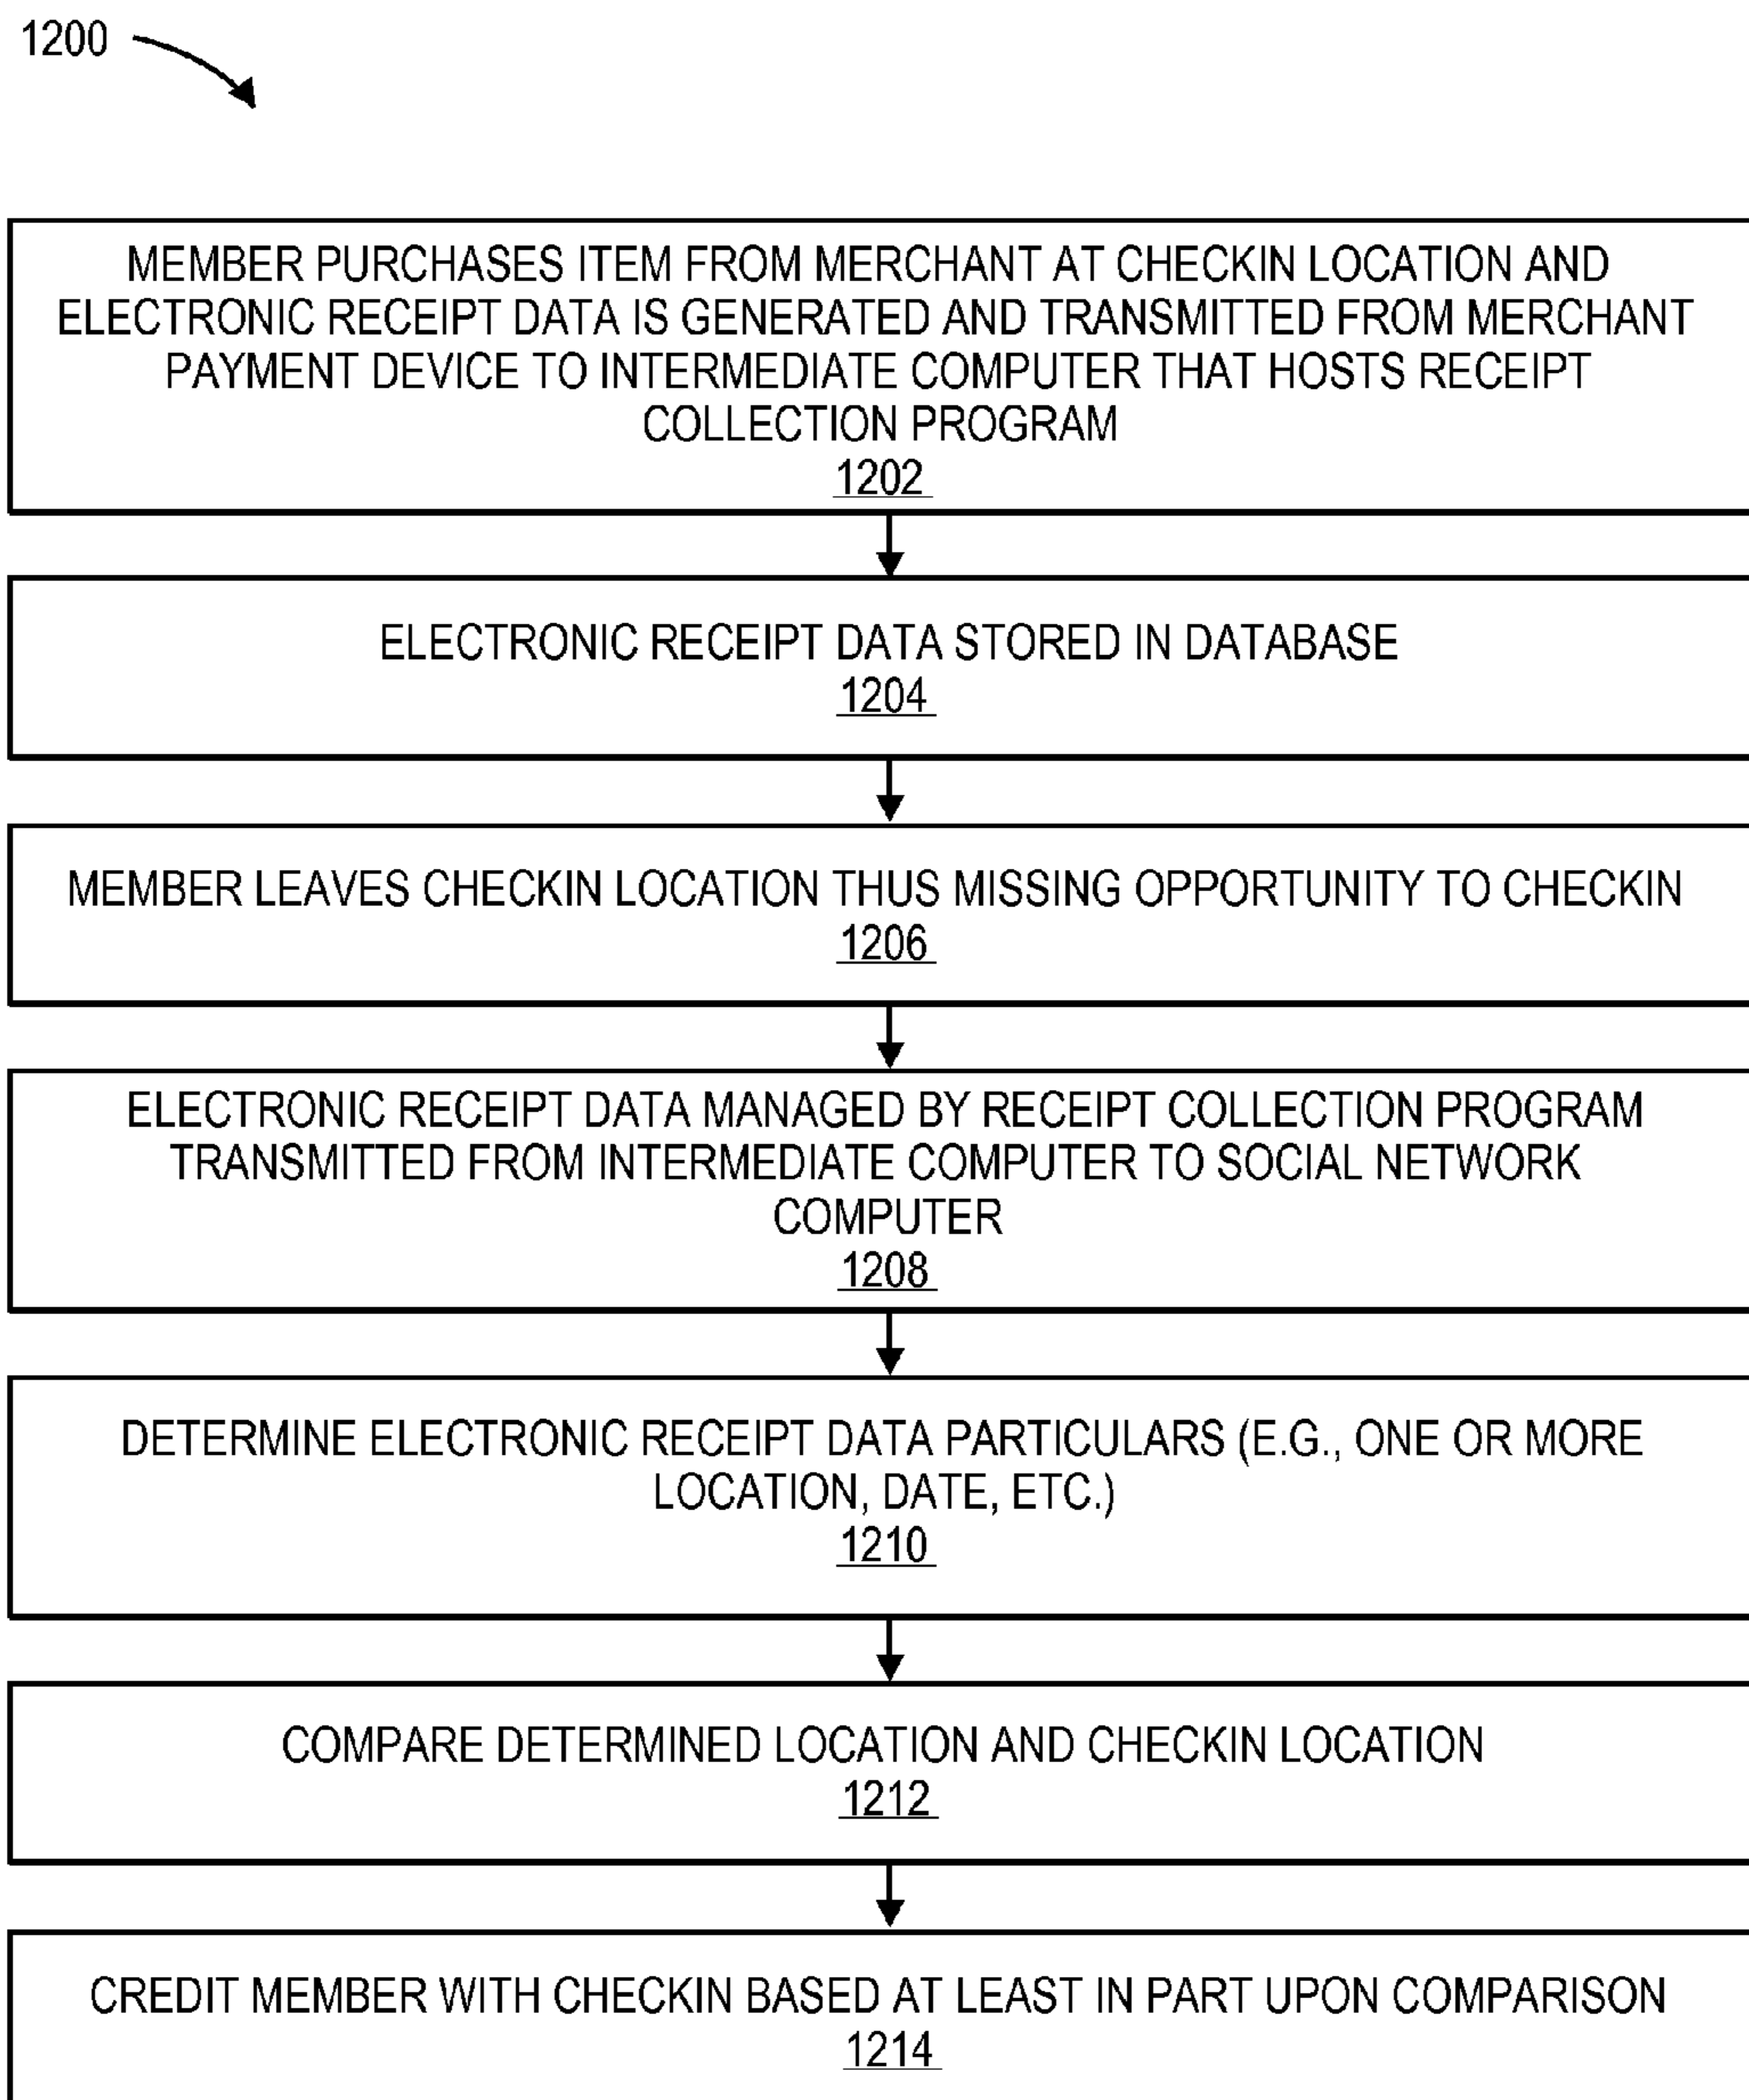 1200
MEMBER PURCHASES ITEM FROM MERCHANT AT CHECKIN LOCATION AND
ELECTRONIC RECEIPT DATA IS GENERATED AND TRANSMITTED FROM MERCHANT
PAYMENT DEVICE TO INTERMEDIATE COMPUTER THAT HOSTS RECEIPT
COLLECTION PROGRAM
1202
ELECTRONIC RECEIPT DATA STORED IN DATABASE
1204
MEMBER LEAVES CHECKIN LOCATION THUS MISSING OPPORTUNITY TO CHECKIN
1206
ELECTRONIC RECEIPT DATA MANAGED BY RECEIPT COLLECTION PROGRAM
TRANSMITTED FROM INTERMEDIATE COMPUTER TO SOCIAL NETWORK
COMPUTER
1208
DETERMINE ELECTRONIC RECEIPT DATA PARTICULARS (E.G., ONE OR MORE
LOCATION, DATE, ETC.)
1210
COMPARE DETERMINED LOCATION AND CHECKIN LOCATION
1212
CREDIT MEMBER WITH CHECKIN BASED AT LEAST IN PART UPON COMPARISON
1214